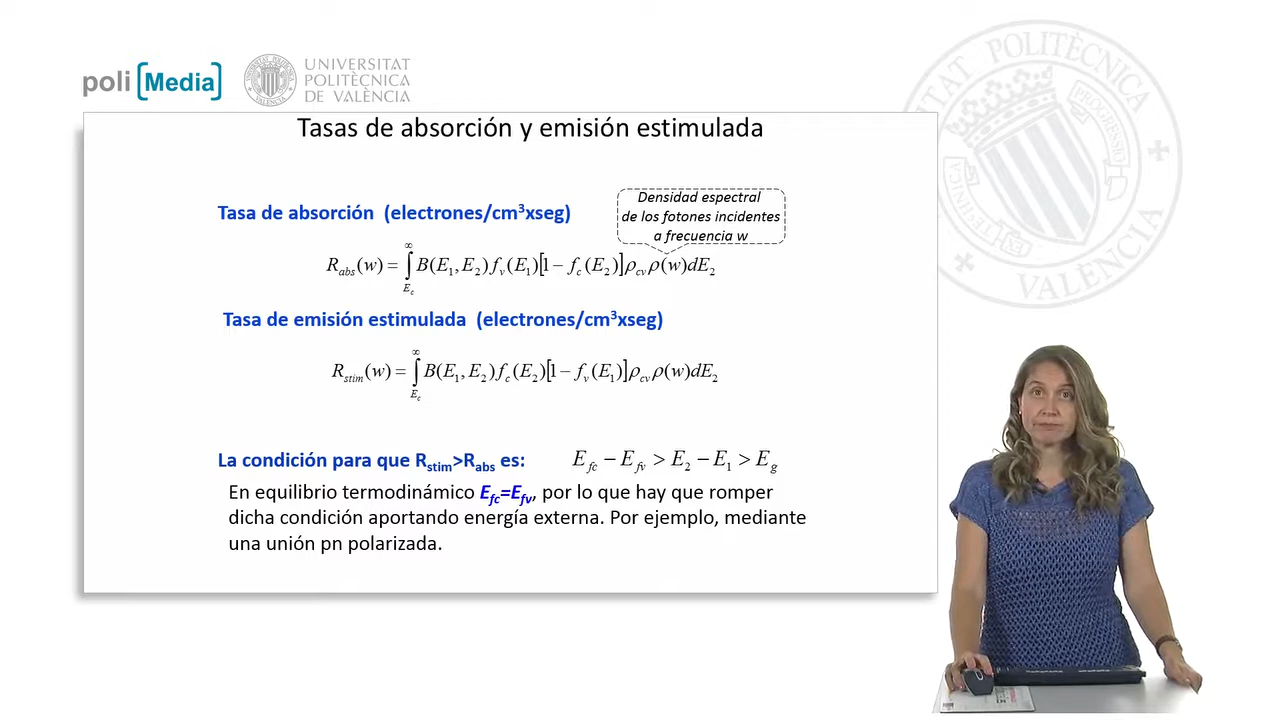 poli [Media]
UNIVERSITAT
POLITÈCNICA
DE VALÈNCIA
Tasas de absorción y emisión estimulada
Densidad espectral
de los fotones incidentes
a frecuencia w
Tasa de absorción (electrones/cm³xseg)
R_abs(w) = ∫_{E_c}^{∞} B(E_1, E_2) f_v(E_1)[1 − f_c(E_2)]ρ_cv ρ(w)dE_2
Tasa de emisión estimulada (electrones/cm³xseg)
R_stim(w) = ∫_{E_c}^{∞} B(E_1, E_2) f_c(E_2)[1 − f_v(E_1)]ρ_cv ρ(w)dE_2
La condición para que R_stim>R_abs es: E_fc − E_fv > E_2 − E_1 > E_g
En equilibrio termodinámico E_fc=E_fv, por lo que hay que romper
dicha condición aportando energía externa. Por ejemplo, mediante
una unión pn polarizada.